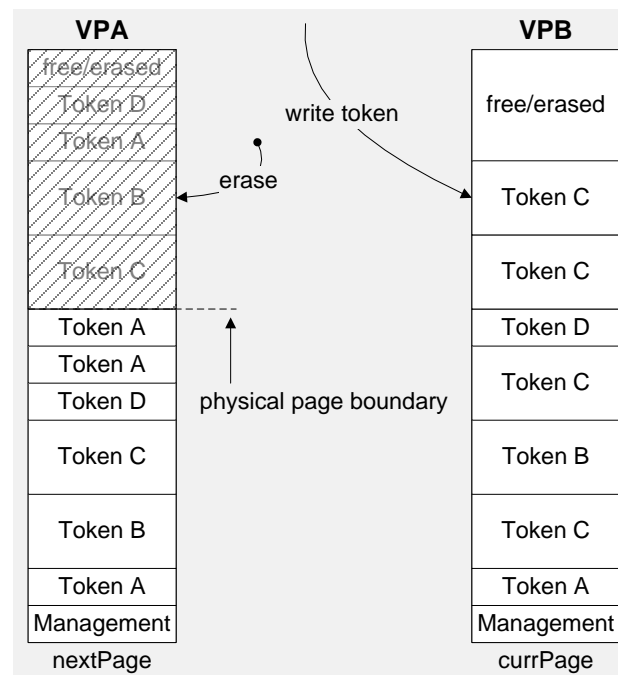 VPA
free/erased
Token D
Token A
Token B
Token C
Token A
Token A
Token D
Token C
Token B
Token A
Management
nextPage
write token
erase
physical page boundary
VPB
free/erased
Token C
Token C
Token D
Token C
Token B
Token C
Token A
Management
currPage